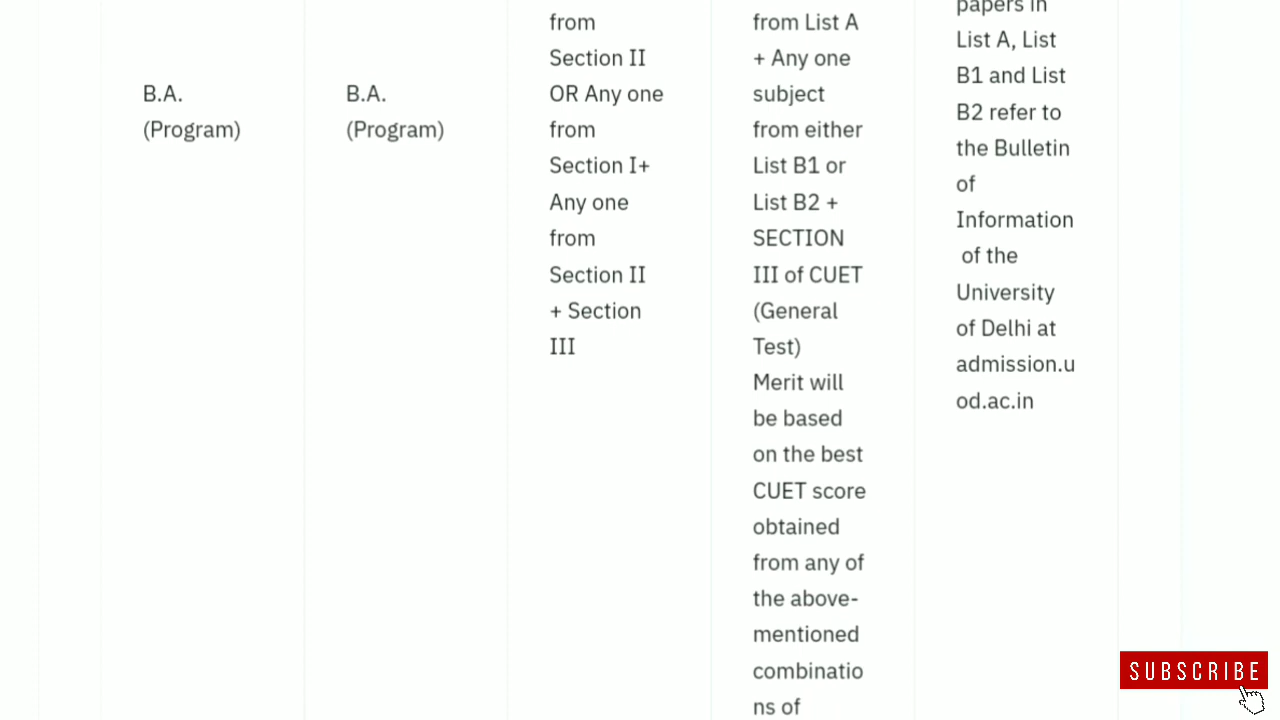 B.A.
(Program)
B.A.
(Program)
from
Section II
OR Any one
from
Section I+
Any one
from
Section II
+ Section
III
from List A
+ Any one
subject
from either
List B1 or
List B2 +
SECTION
III of CUET
(General
Test)
Merit will
be based
on the best
CUET score
obtained
from any of
the above-
mentioned
combinatio
ns of
papers in
List A, List
B1 and List
B2 refer to
the Bulletin
of
Information
of the
University
of Delhi at
admission.u
od.ac.in
SUBSCRIBE